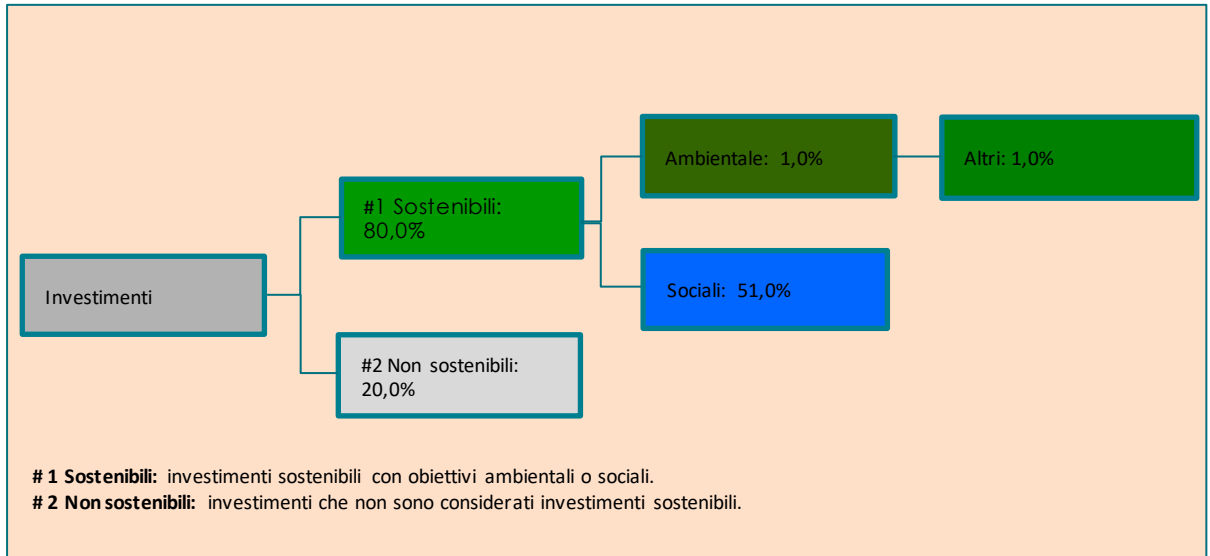 Ambientale: 1,0%
Altri: 1,0%
#1 Sostenibili:
80,0%
Sociali: 51,0%
Investimenti
#2 Non sostenibili:
20,0%
# 1 Sostenibili: investimenti sostenibili con obiettivi ambientali o sociali.
# 2 Non sostenibili: investimenti che non sono considerati investimenti sostenibili.